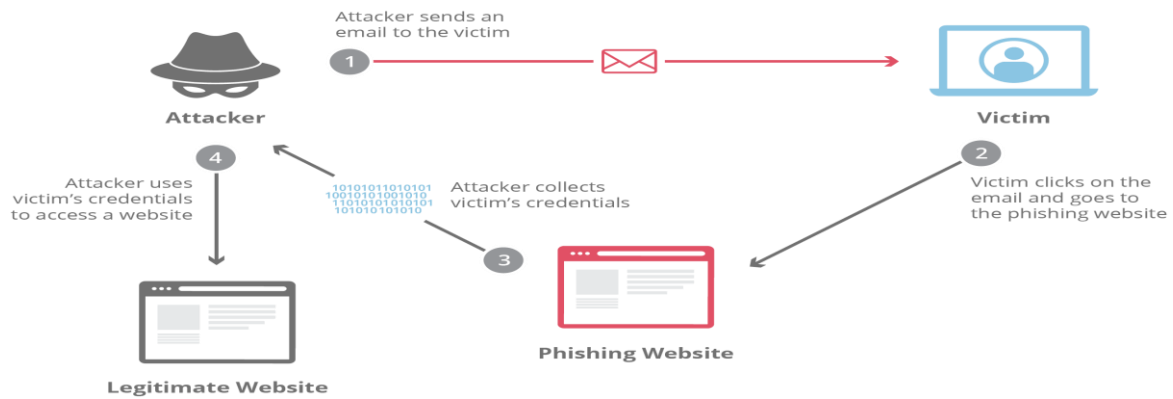 Attacker sends an
email to the victim
1
Attacker
Victim
2
Victim clicks on the
email and goes to
the phishing website
10101011010101
10010101001010
11010101010101
101010101010
Attacker collects
victim's credentials
3
Phishing Website
4
Attacker uses
victim's credentials
to access a website
Legitimate Website